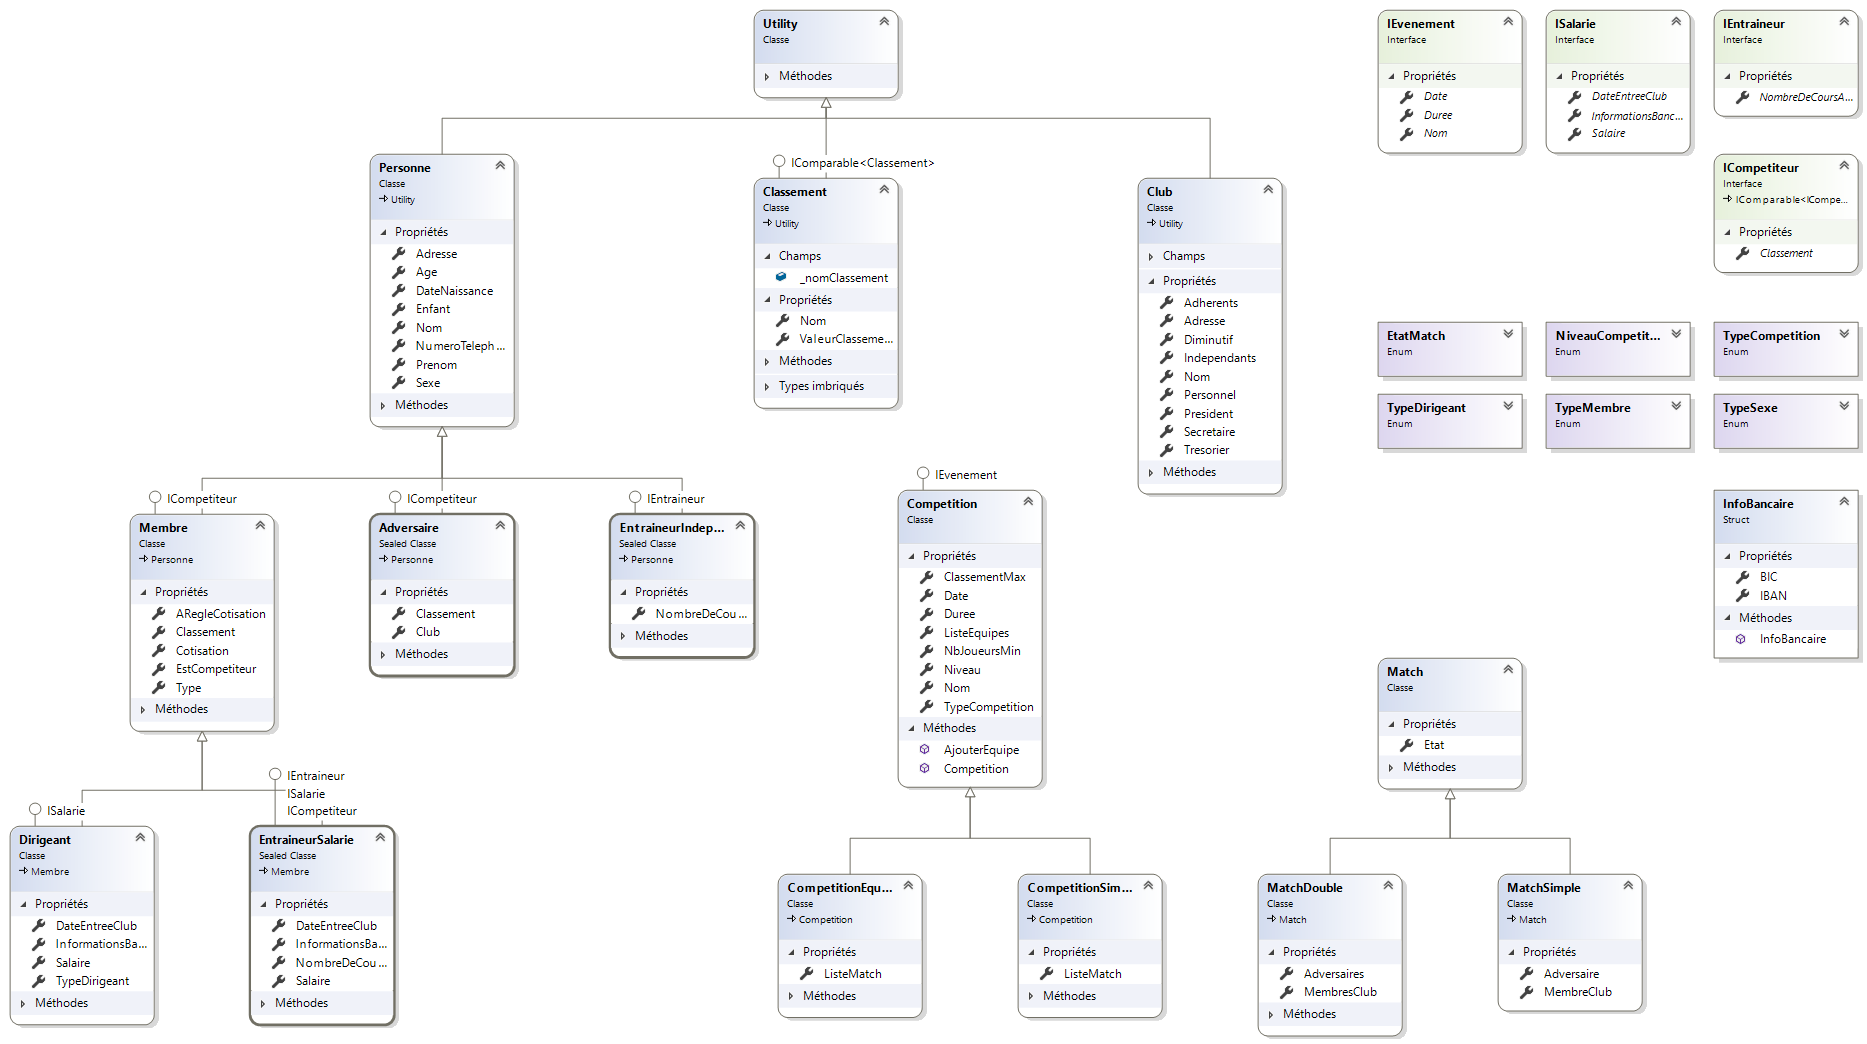 Utility
Classe
Méthodes
IEvenement
Interface
Propriétés
Date
Duree
Nom
ISalarie
Interface
Propriétés
DateEntreeClub
InformationsBanc...
Salaire
IEntraineur
Interface
Propriétés
NombreDeCoursA...
Personne
Classe
Utility
Propriétés
Adresse
Age
DateNaissance
Enfant
Nom
NumeroTeleph...
Prenom
Sexe
Méthodes
IComparable<Classement>
Classement
Classe
Utility
Champs
_nomClassement
Propriétés
Nom
ValeurClasseme...
Méthodes
Types imbriqués
Club
Classe
Utility
Champs
Propriétés
Adherents
Adresse
Diminutif
Independants
Nom
Personnel
President
Secretaire
Tresorier
Méthodes
ICompetiteur
Interface
IComparable<ICompe...
Propriétés
Classement
EtatMatch
Enum
NiveauCompetit...
Enum
TypeCompetition
Enum
TypeDirigeant
Enum
TypeMembre
Enum
TypeSexe
Enum
ICompetiteur
Membre
Classe
Personne
Propriétés
ARegleCotisation
Classement
Cotisation
EstCompetiteur
Type
Méthodes
ICompetiteur
Adversaire
Sealed Classe
Personne
Propriétés
Classement
Club
Méthodes
IEntraineur
EntraineurIndep...
Sealed Classe
Personne
Propriétés
NombreDeCou...
Méthodes
IEvenement
Competition
Classe
Propriétés
ClassementMax
Date
Duree
ListeEquipes
NbJoueursMin
Niveau
Nom
TypeCompetition
Méthodes
AjouterEquipe
Competition
InfoBancaire
Struct
Propriétés
BIC
IBAN
Méthodes
InfoBancaire
Match
Classe
Propriétés
Etat
Méthodes
ISalarie
Dirigeant
Classe
Membre
Propriétés
DateEntreeClub
InformationsBa...
Salaire
TypeDirigeant
Méthodes
IEntraineur
ISalarie
ICompetiteur
EntraineurSalarie
Sealed Classe
Membre
Propriétés
DateEntreeClub
InformationsBa...
NombreDeCou...
Salaire
Méthodes
CompetitionEqu...
Classe
Competition
Propriétés
ListeMatch
Méthodes
CompetitionSim...
Classe
Competition
Propriétés
ListeMatch
Méthodes
MatchDouble
Classe
Match
Propriétés
Adversaires
MembresClub
Méthodes
MatchSimple
Classe
Match
Propriétés
Adversaire
MembreClub